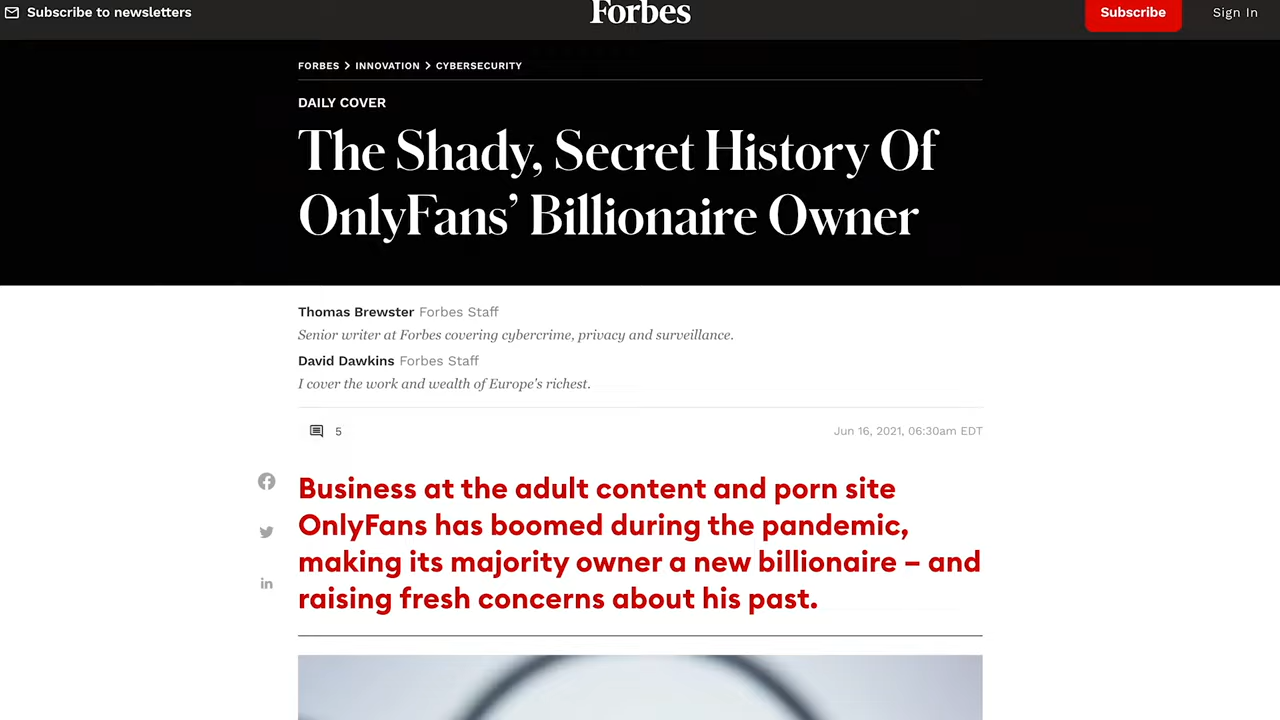 Subscribe to newsletters
Forbes
Subscribe
Sign In
FORBES > INNOVATION > CYBERSECURITY
DAILY COVER
The Shady, Secret History Of
OnlyFans’ Billionaire Owner
Thomas Brewster Forbes Staff
Senior writer at Forbes covering cybercrime, privacy and surveillance.
David Dawkins Forbes Staff
I cover the work and wealth of Europe’s richest.
5
Jun 16, 2021, 06:30am EDT
Business at the adult content and porn site
OnlyFans has boomed during the pandemic,
making its majority owner a new billionaire – and
raising fresh concerns about his past.